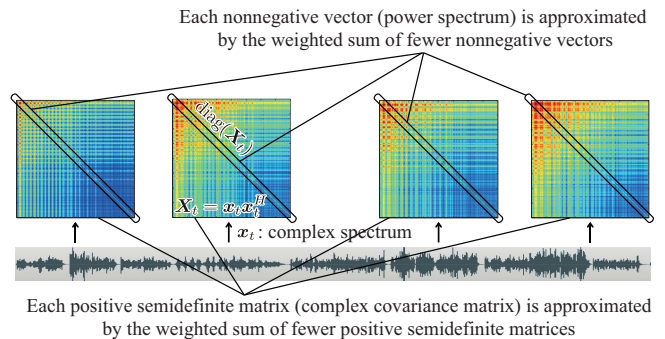 Each nonnegative vector (power spectrum) is approximated
by the weighted sum of fewer nonnegative vectors
diag(X_t)
X_t = x_t x_t^H
x_t : complex spectrum
Each positive semidefinite matrix (complex covariance matrix) is approximated
by the weighted sum of fewer positive semidefinite matrices